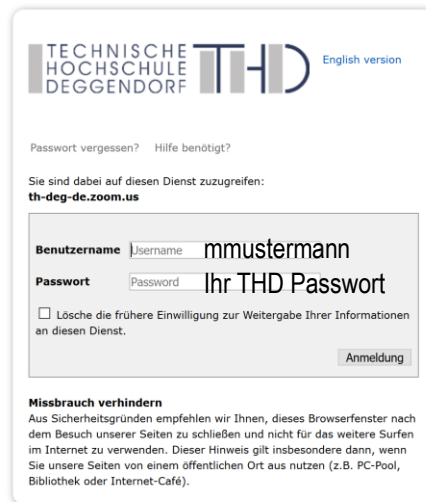 TECHNISCHE
HOCHSCHULE
DEGGENDORF
THD
English version
Passwort vergessen? Hilfe benötigt?
Sie sind dabei auf diesen Dienst zuzugreifen:
th-deg-de.zoom.us
Benutzername Username mmustermann
Passwort Password Ihr THD Passwort
Lösche die frühere Einwilligung zur Weitergabe Ihrer Informationen
an diesen Dienst.
Anmeldung
Missbrauch verhindern
Aus Sicherheitsgründen empfehlen wir Ihnen, dieses Browserfenster nach
dem Besuch unserer Seiten zu schließen und nicht für das weitere Surfen
im Internet zu verwenden. Dieser Hinweis gilt insbesondere dann, wenn
Sie unsere Seiten von einem öffentlichen Ort aus nutzen (z.B. PC-Pool,
Bibliothek oder Internet-Café).